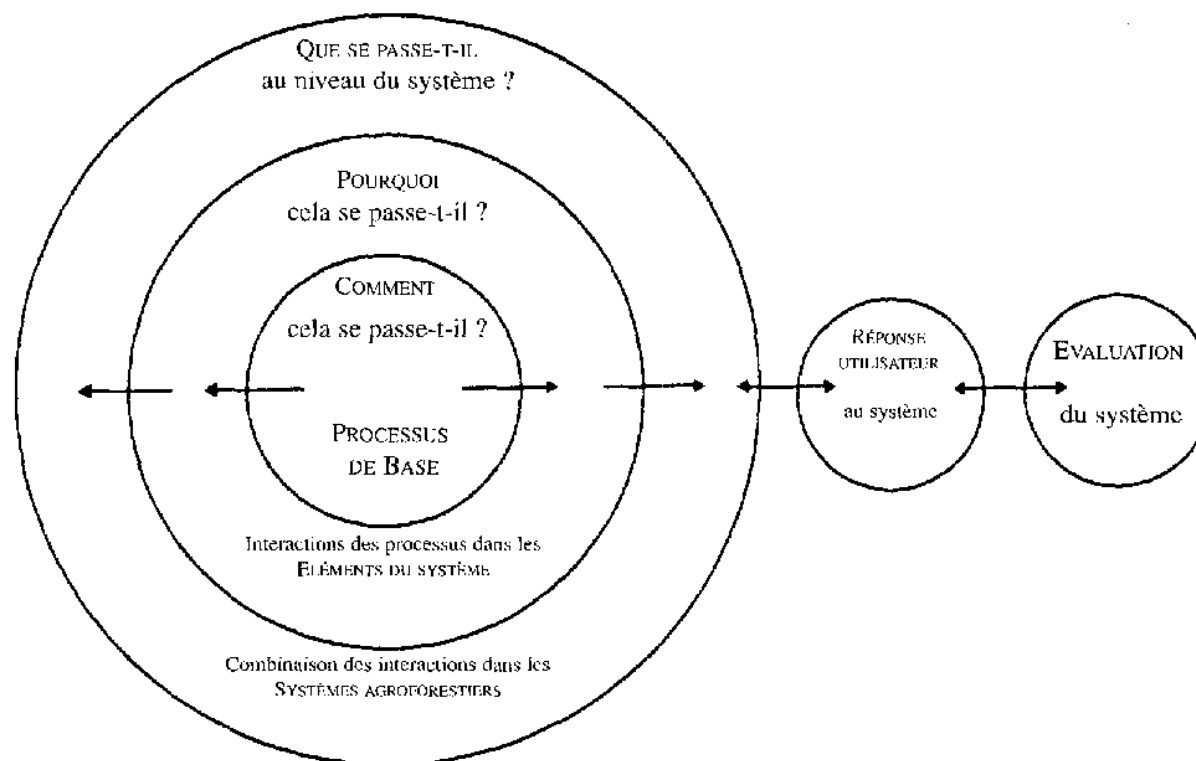 QUE SE PASSE-T-IL
au niveau du système ?
POURQUOI
cela se passe-t-il ?
COMMENT
cela se passe-t-il ?
PROCESSUS
DE BASE
Interactions des processus dans les
ELÉMENTS DU SYSTÈME
Combinaison des interactions dans les
SYSTÈMES AGROFORESTIERS
RÉPONSE
UTILISATEUR
au système
EVALUATION
du système